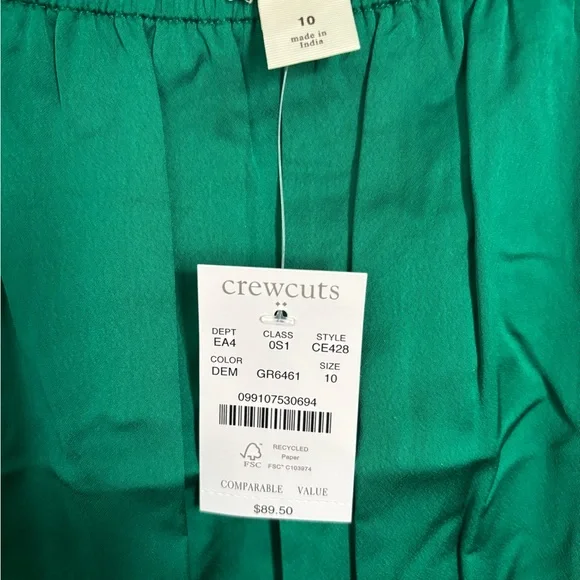 10
made in
India
crewcuts
DEPT CLASS STYLE
EA4 0S1 CE428
COLOR SIZE
DEM GR6461 10
099107530694
RECYCLED
Paper
FSC FSC® C103974
COMPARABLE VALUE
$89.50